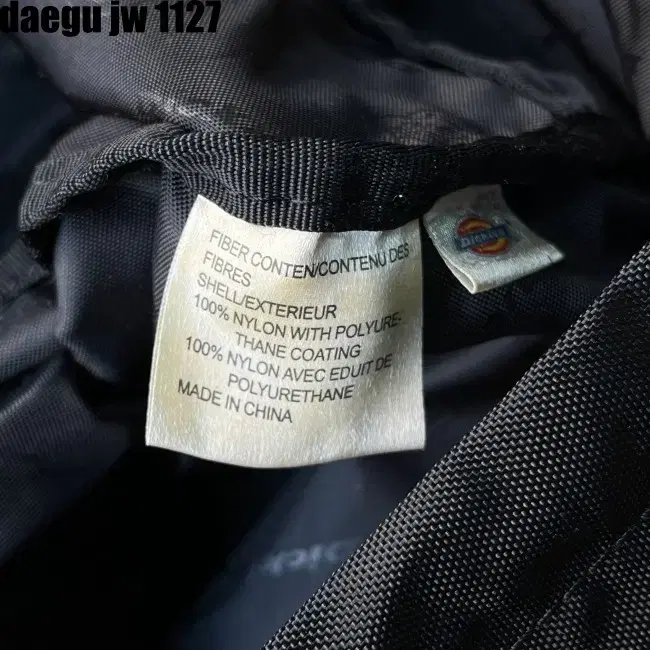 daegu jw 1127
FIBER CONTEN/CONTENU DES
FIBRES
SHELL/EXTERIEUR
100% NYLON WITH POLYURE-
THANE COATING
100% NYLON AVEC EDUIT DE
POLYURETHANE
MADE IN CHINA
Dickies